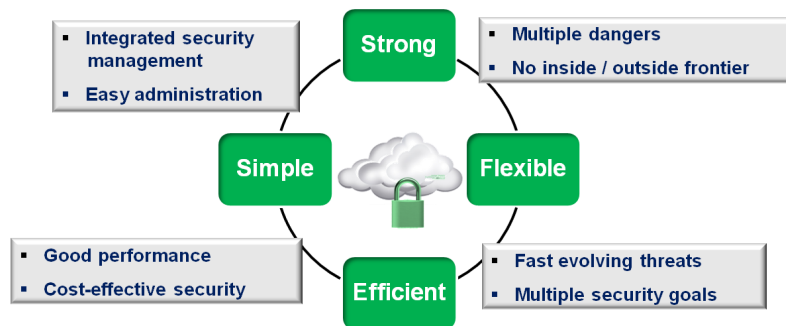 Strong
Integrated security
management
Easy administration
Multiple dangers
No inside / outside frontier
Simple
Flexible
Good performance
Cost-effective security
Efficient
Fast evolving threats
Multiple security goals